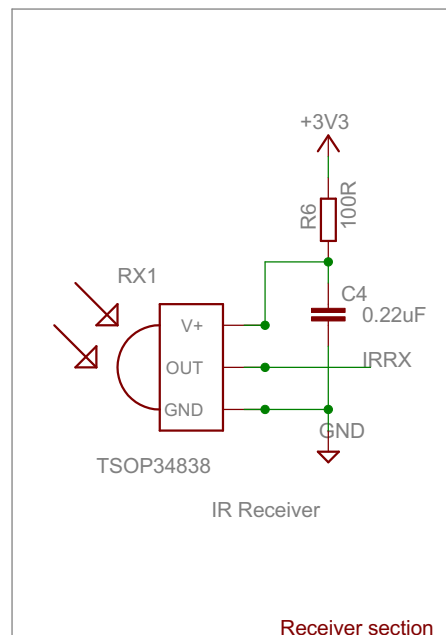 +3V3
R6
100R
RX1
C4
0.22uF
V+
OUT
IRRX
GND
GND
TSOP34838
IR Receiver
Receiver section